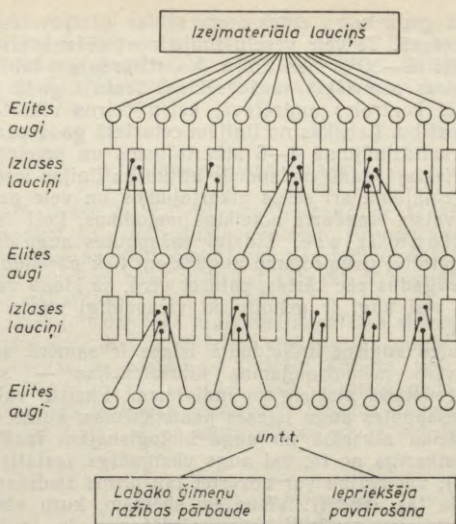 Izejmateriāla lauciņš
Elites
augi
Izlases
lauciņi
Elites
augi
Izlases
lauciņi
Elites
augi
un t.t.
Labāko ģimeņu
ražības pārbaude
Iepriekšēja
pavairošana